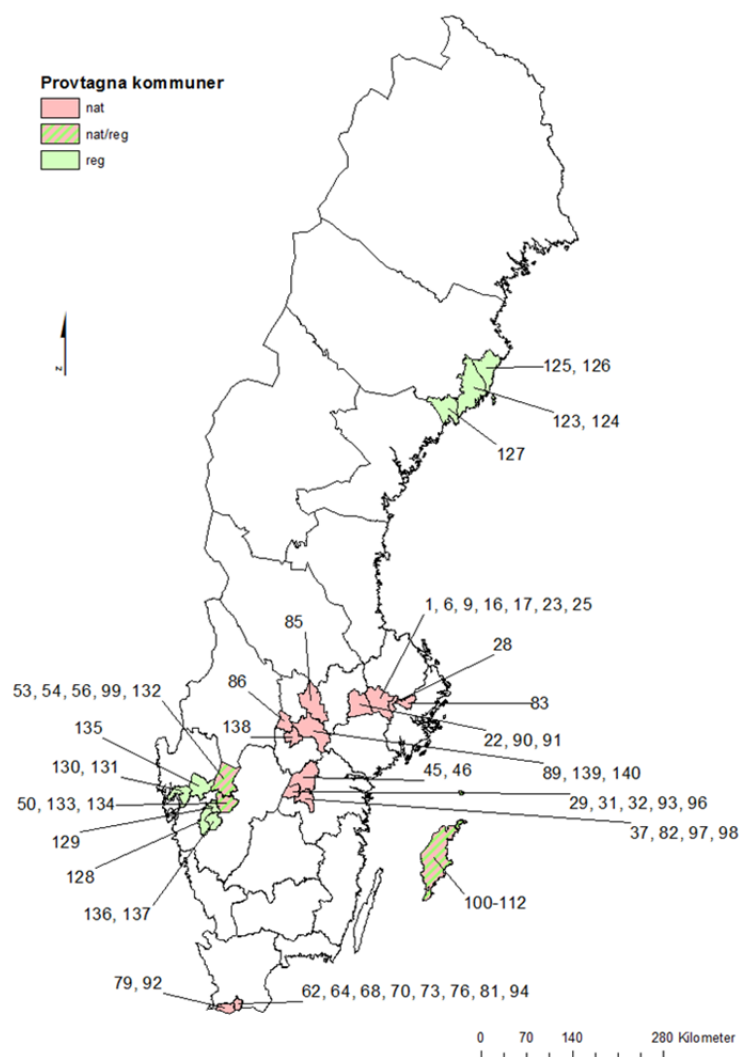 Provtagna kommuner
nat
nat/reg
reg
z
125, 126
123, 124
127
1, 6, 9, 16, 17, 23, 25
85
28
53, 54, 56, 99, 132
86
83
138
22, 90, 91
135
89, 139, 140
130, 131
45, 46
50, 133, 134
29, 31, 32, 93, 96
129
37, 82, 97, 98
128
100-112
136, 137
79, 92
62, 64, 68, 70, 73, 76, 81, 94
0 70 140 280 Kilometer